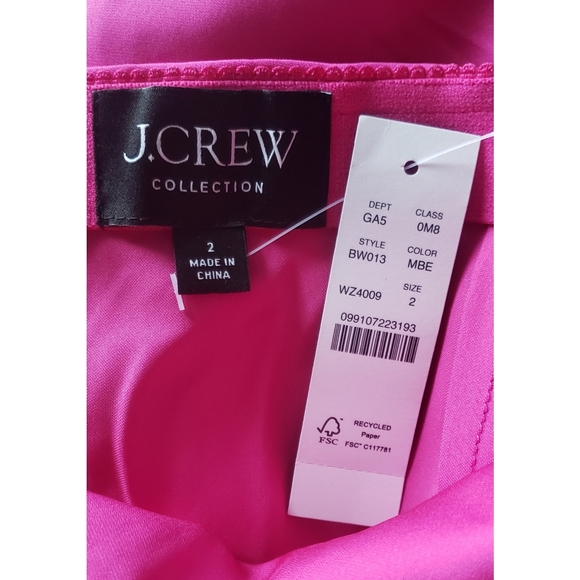 J.CREW
COLLECTION
2
MADE IN
CHINA
DEPT CLASS
GA5 0M8
STYLE COLOR
BW013 MBE
WZ4009 SIZE
2
099107223193
FSC
RECYCLED
Paper
FSC® C117781